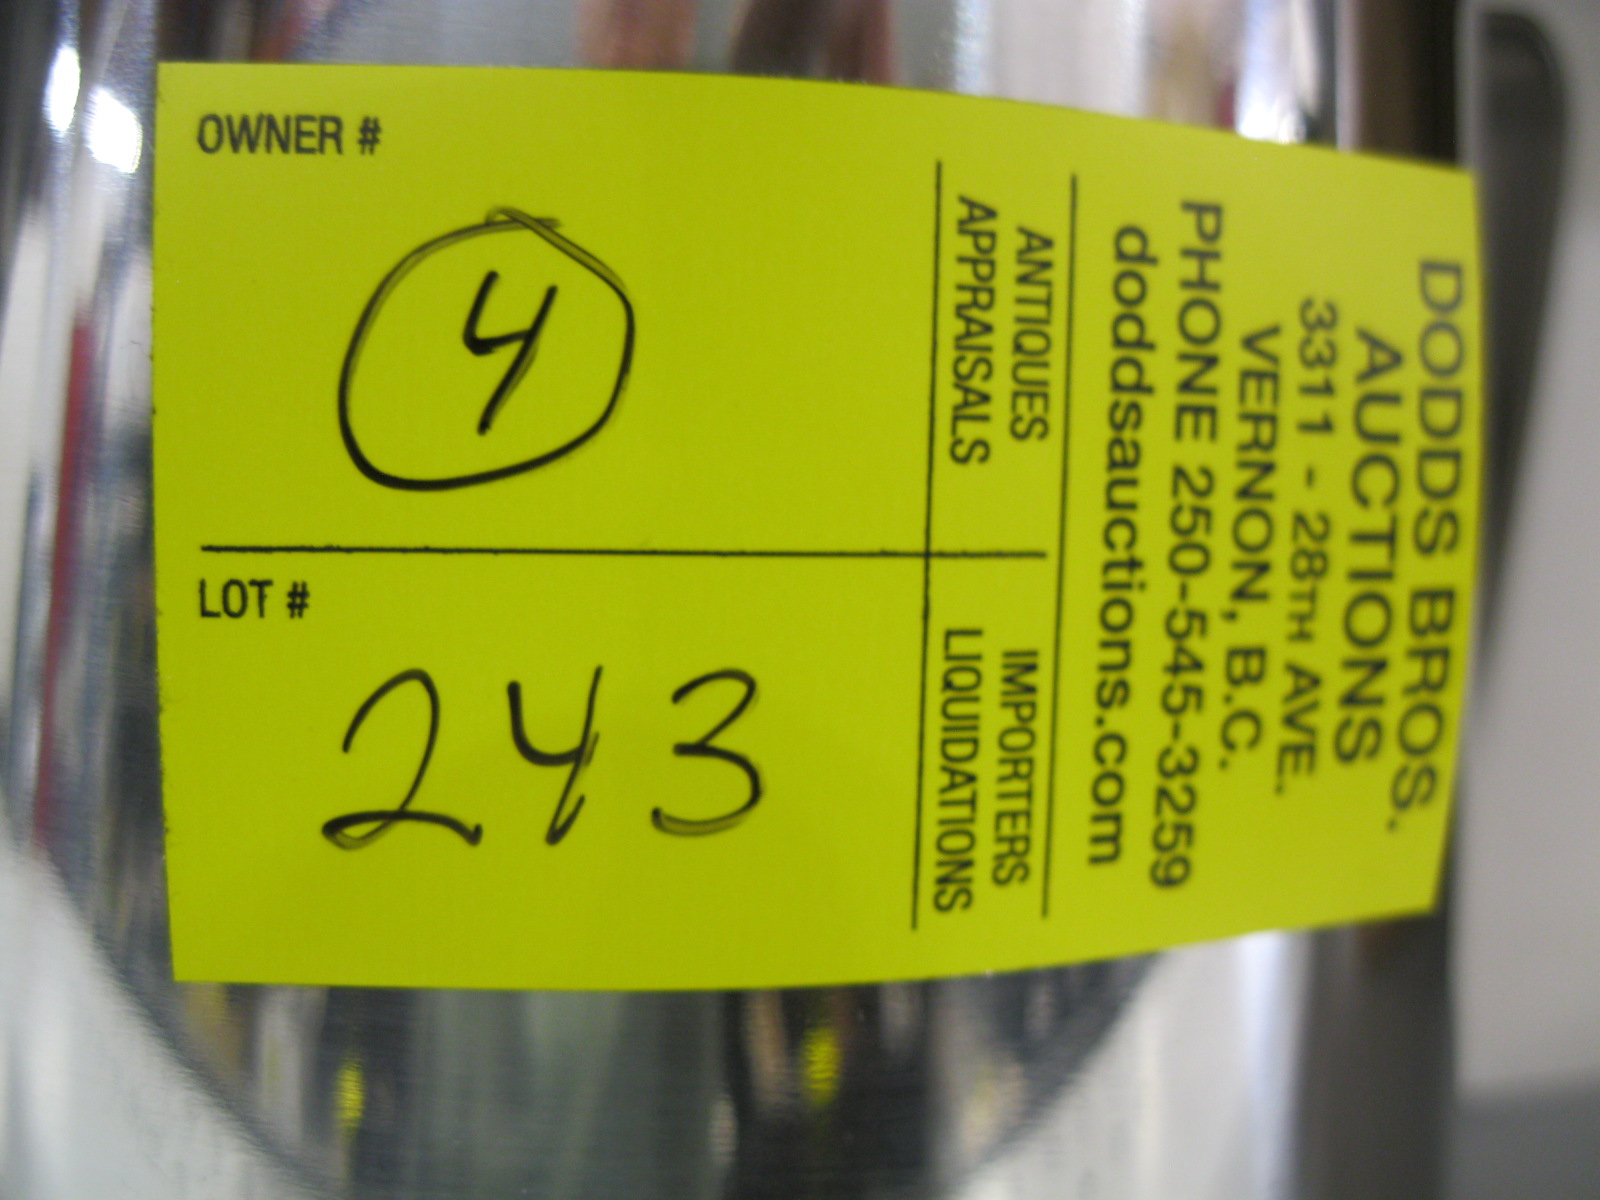 DODDS BROS.
AUCTIONS
3311 - 28TH AVE.
VERNON, B.C.
PHONE 250-545-3259
doddsauctions.com
ANTIQUES
APPRAISALS
IMPORTERS
LIQUIDATIONS
OWNER #
4
LOT #
243